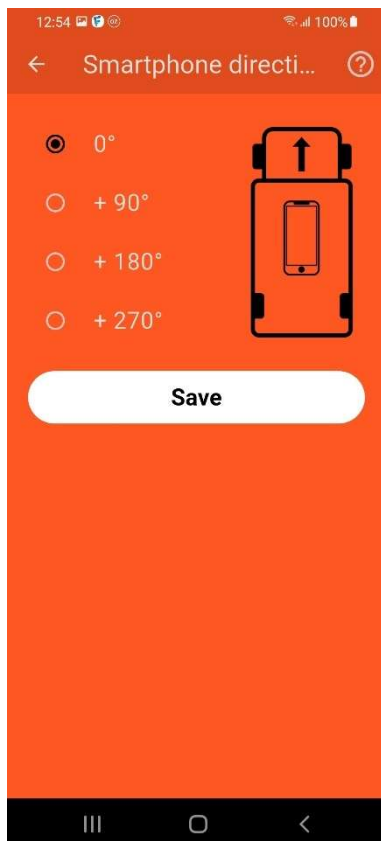 12:54 100%
Smartphone directi...
0°
+ 90°
+ 180°
+ 270°
Save